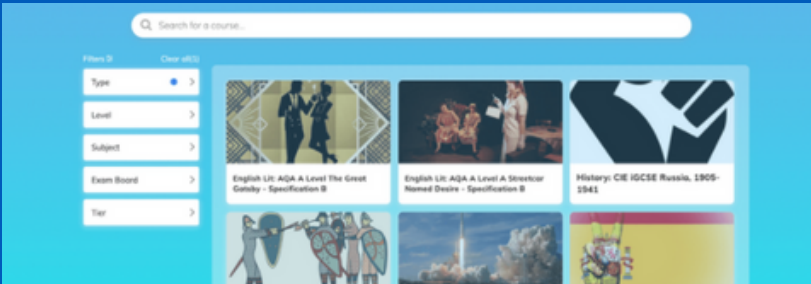 Search for a course...
Filters
Clear all(1)
Type
Level
Subject
Exam Board
Tier
English Lit: AQA A Level The Great
Gatsby - Specification B
English Lit: AQA A Level A Streetcar
Named Desire - Specification B
History: CIE IGCSE Russia, 1905-
1941